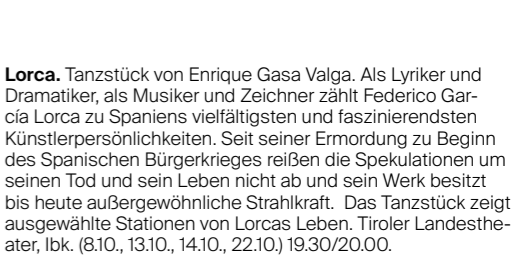 Lorca. Tanzstück von Enrique Gasa Valga. Als Lyriker und
Dramatiker, als Musiker und Zeichner zählt Federico Gar-
cía Lorca zu Spaniens vielfältigsten und faszinierendsten
Künstlerpersönlichkeiten. Seit seiner Ermordung zu Beginn
des Spanischen Bürgerkrieges reißen die Spekulationen um
seinen Tod und sein Leben nicht ab und sein Werk besitzt
bis heute außergewöhnliche Strahlkraft. Das Tanzstück zeigt
ausgewählte Stationen von Lorcas Leben. Tiroler Landesthe-
ater, Ibk. (8.10., 13.10., 14.10., 22.10.) 19.30/20.00.